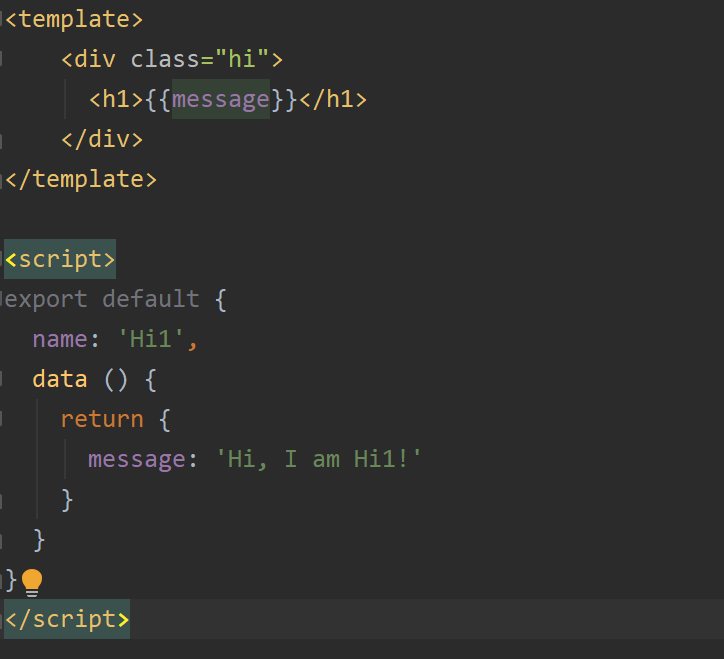 <template>
    <div class="hi">
      <h1>{{message}}</h1>
    </div>
</template>

<script>
export default {
  name: 'Hi1',
  data () {
    return {
      message: 'Hi, I am Hi1!'
    }
  }
}
</script>